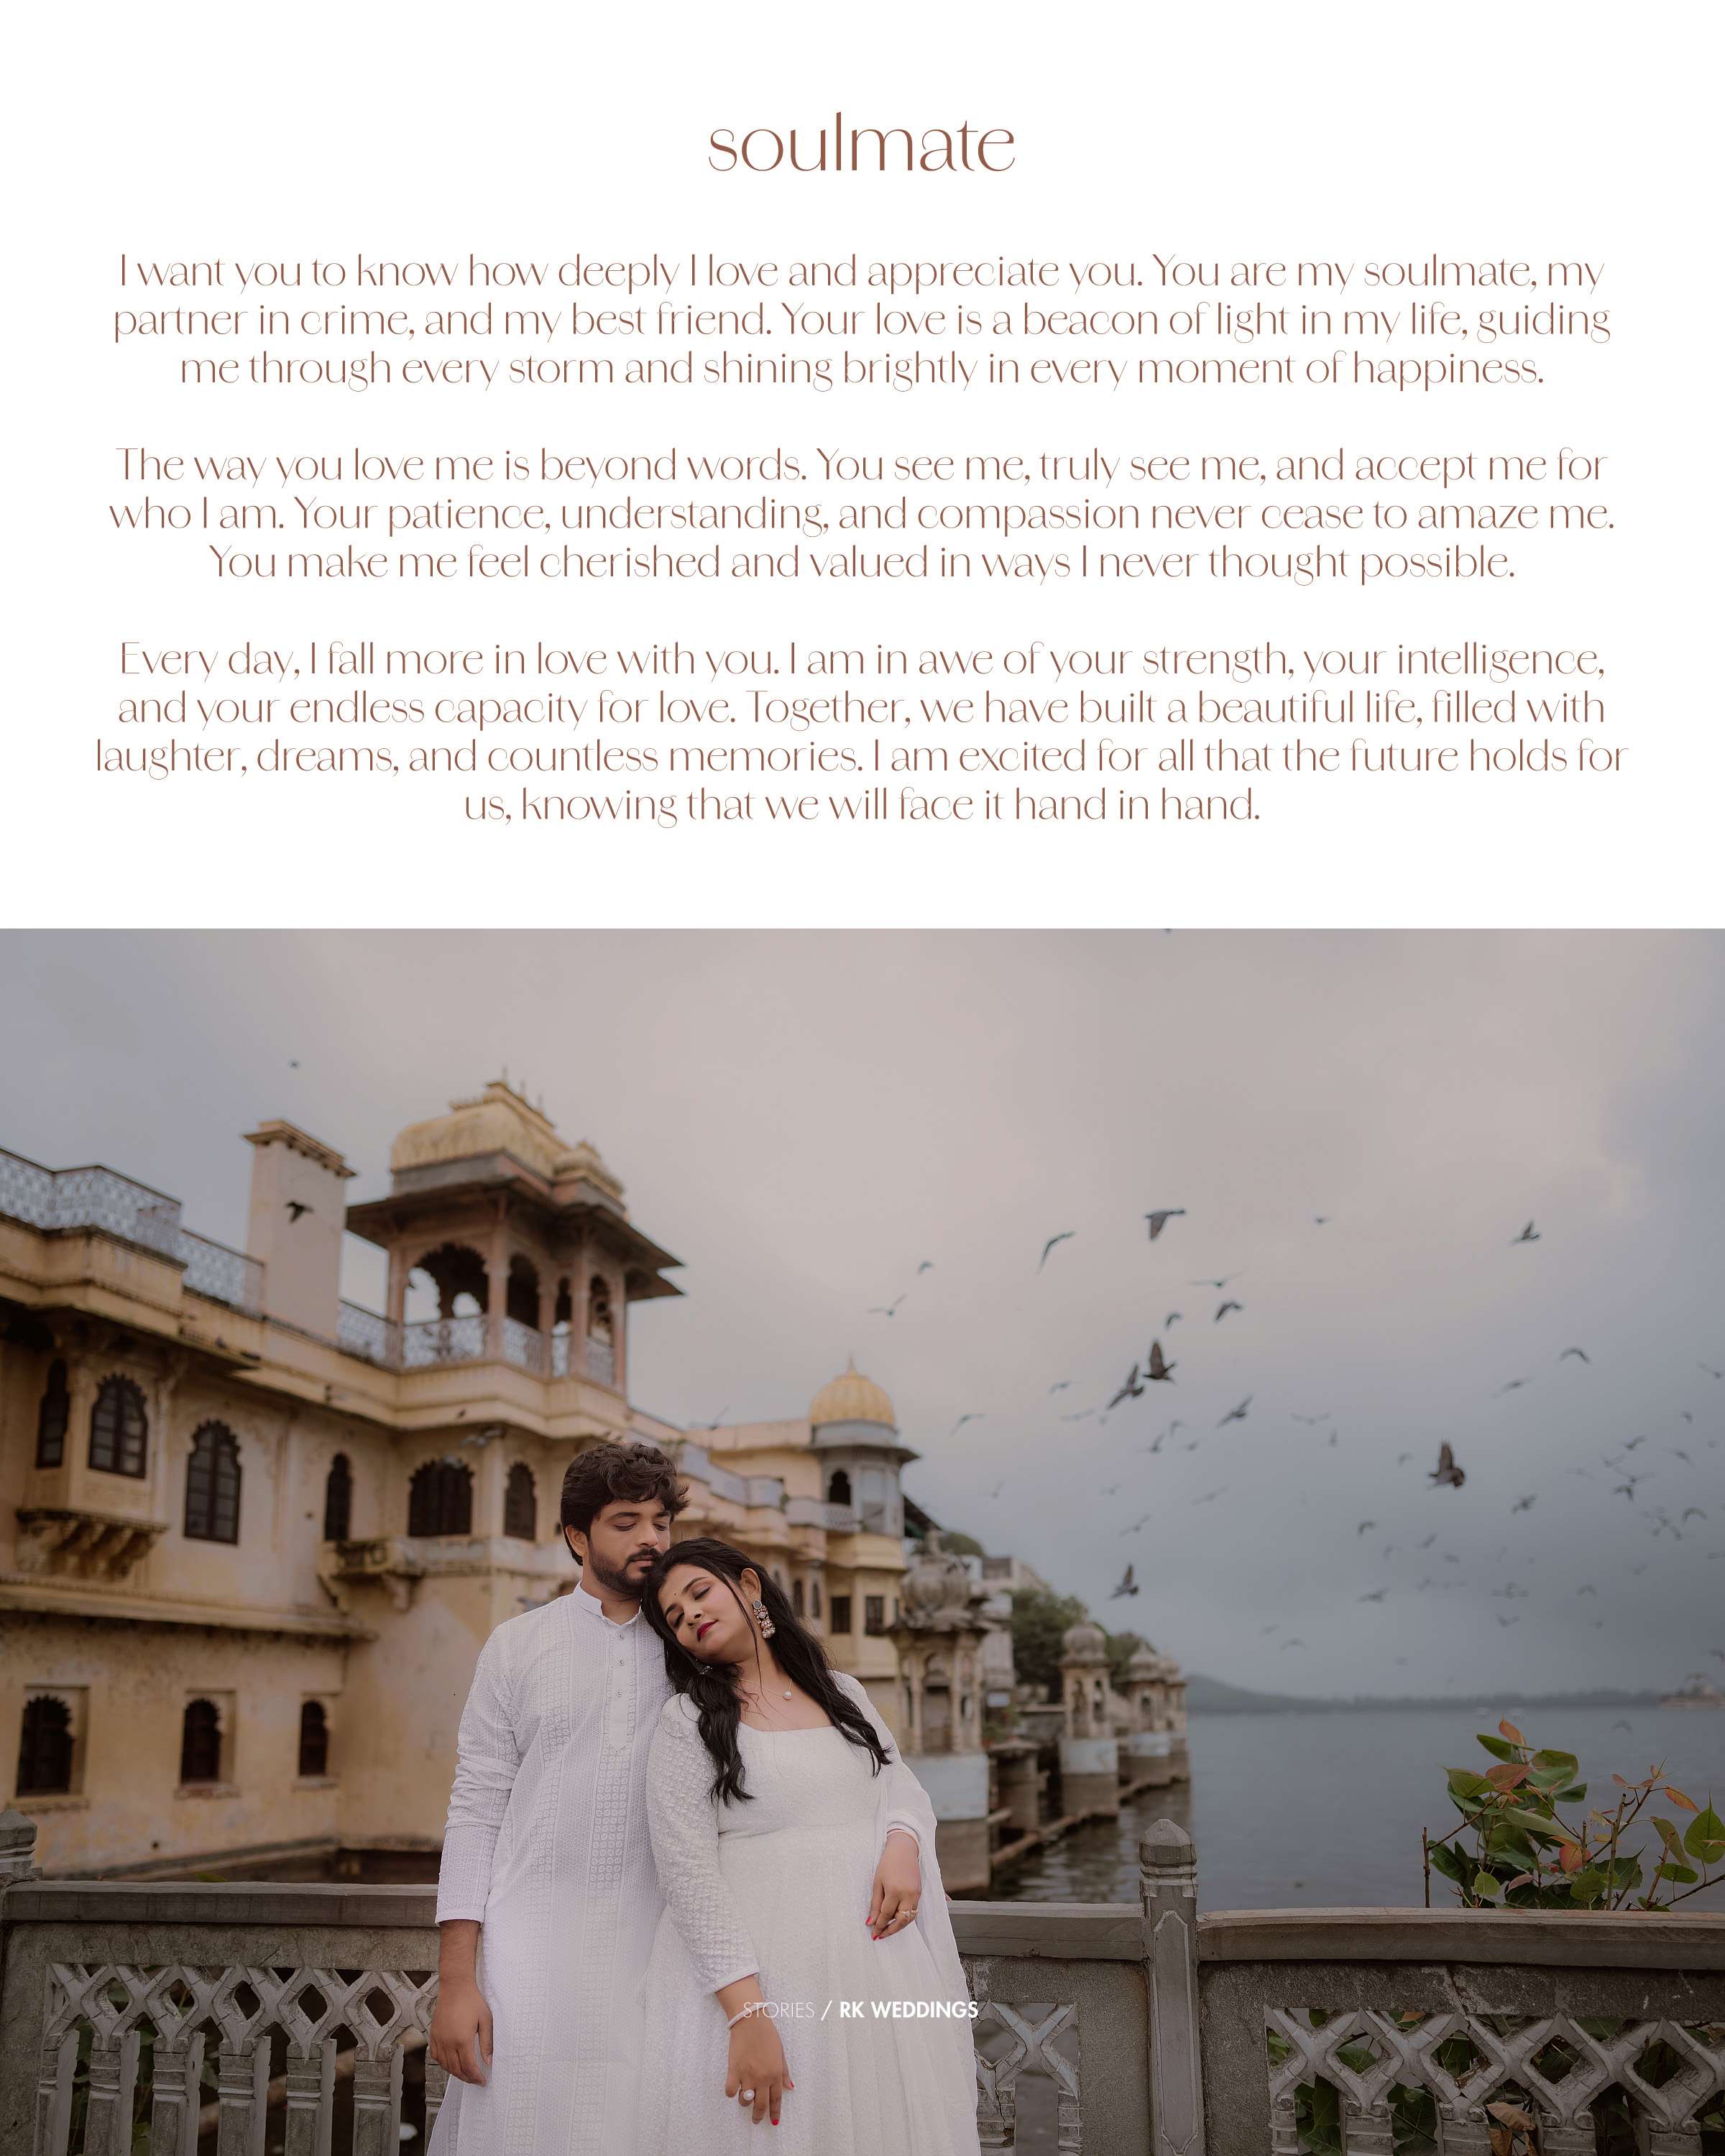 soulmate
I want you to know how deeply I love and appreciate you. You are my soulmate, my
partner in crime, and my best friend. Your love is a beacon of light in my life, guiding
me through every storm and shining brightly in every moment of happiness.
The way you love me is beyond words. You see me, truly see me, and accept me for
who I am. Your patience, understanding, and compassion never cease to amaze me.
You make me feel cherished and valued in ways I never thought possible.
Every day, I fall more in love with you. I am in awe of your strength, your intelligence,
and your endless capacity for love. Together, we have built a beautiful life, filled with
laughter, dreams, and countless memories. I am excited for all that the future holds for
us, knowing that we will face it hand in hand.
STORIES / RK WEDDINGS